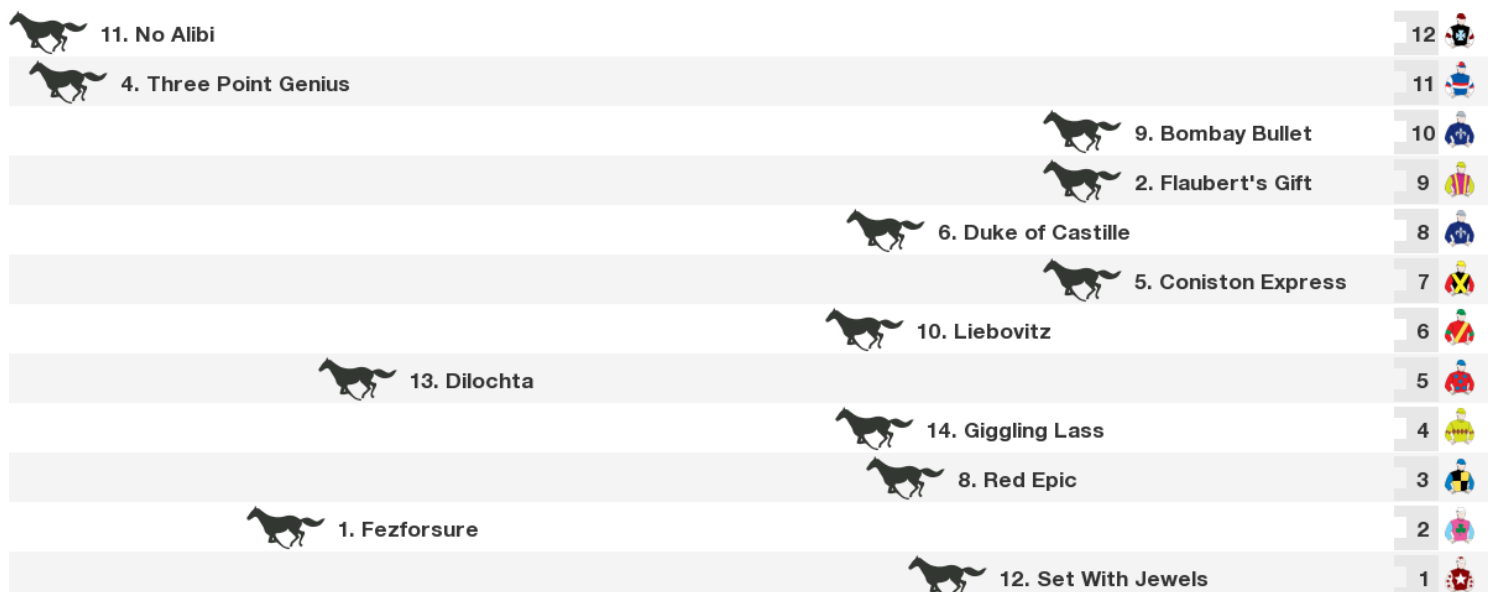 11. No Alibi 12
4. Three Point Genius 11
9. Bombay Bullet 10
2. Flaubert's Gift 9
6. Duke of Castille 8
5. Coniston Express 7
10. Liebovitz 6
13. Dilochta 5
14. Giggling Lass 4
8. Red Epic 3
1. Fezforsure 2
12. Set With Jewels 1